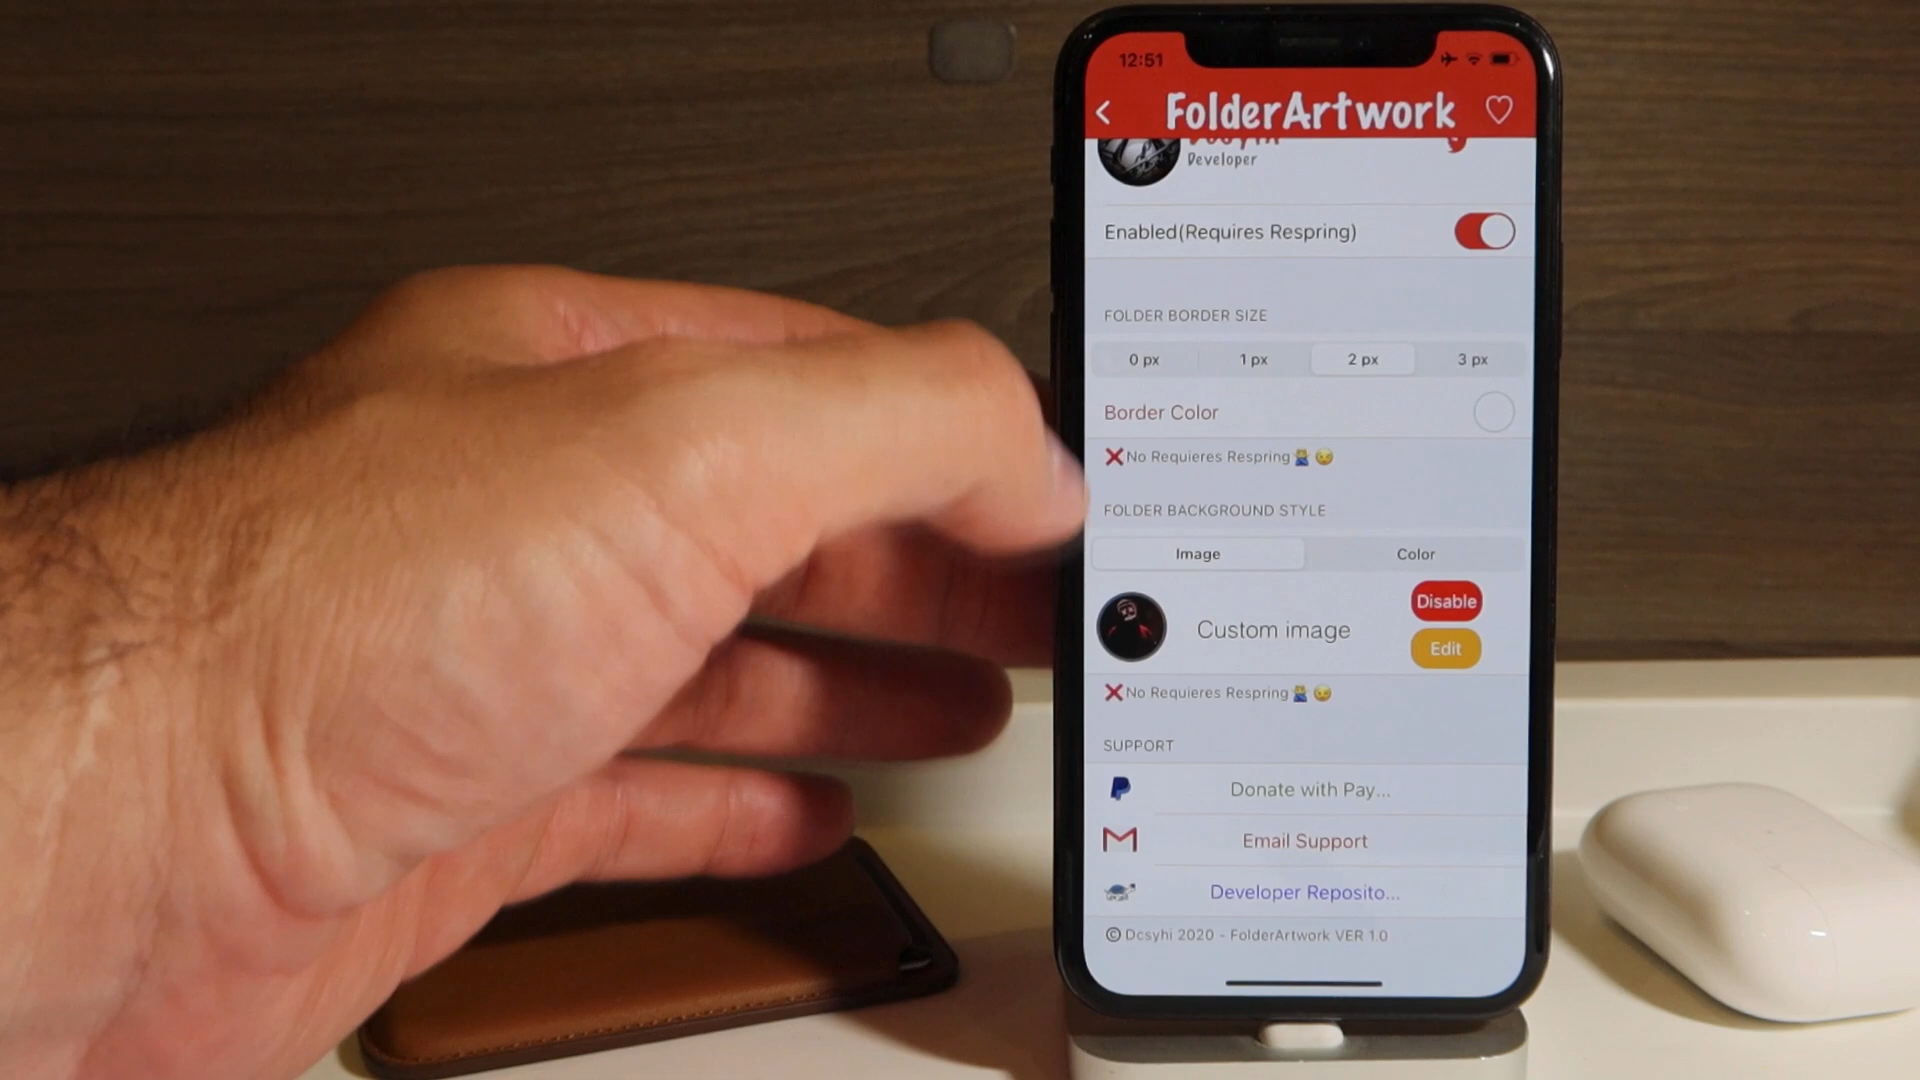 12:51
FolderArtwork
Developer
Enabled(Requires Respring)
FOLDER BORDER SIZE
0 px 1 px 2 px 3 px
Border Color
❌No Requieres Respring🤷‍♂️😉
FOLDER BACKGROUND STYLE
Image Color
Disable
Custom image
Edit
❌No Requieres Respring🤷‍♂️😉
SUPPORT
Donate with Pay...
Email Support
Developer Reposito...
© Dcsyhi 2020 - FolderArtwork VER 1.0